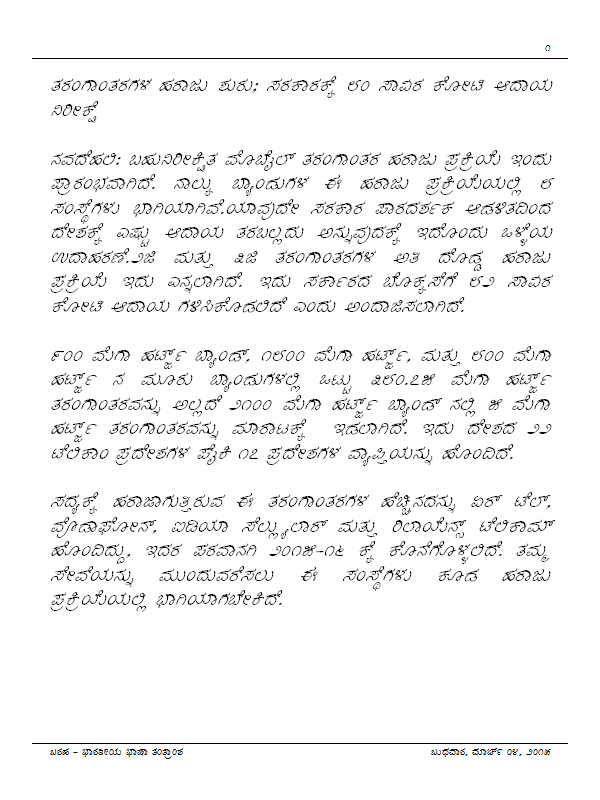 ೧
ತರಂಗಾಂತರಗಳ ಹರಾಜು ಶುರು; ಸರಕಾರಕ್ಕೆ ೮೦ ಸಾವಿರ ಕೋಟಿ ಆದಾಯ
ನಿರೀಕ್ಷೆ
ನವದೆಹಲಿ: ಬಹುನಿರೀಕ್ಷಿತ ಮೊಬೈಲ್ ತರಂಗಾಂತರ ಹರಾಜು ಪ್ರಕ್ರಿಯೆ ಇಂದು
ಪ್ರಾರಂಭವಾಗಿದೆ. ನಾಲ್ಕು ಬ್ಯಾಂಡುಗಳ ಈ ಹರಾಜು ಪ್ರಕ್ರಿಯೆಯಲ್ಲಿ ೮
ಸಂಸ್ಥೆಗಳು ಭಾಗಿಯಾಗಿವೆ.ಯಾವುದೇ ಸರಕಾರ ಪಾರದರ್ಶಕ ಆಡಳಿತದಿಂದ
ದೇಶಕ್ಕೆ ಎಷ್ಟು ಆದಾಯ ತರಬಲ್ಲದು ಅನ್ನುವುದಕ್ಕೆ ಇದೊಂದು ಒಳ್ಳೆಯ
ಉದಾಹರಣೆ.೨ಜಿ ಮತ್ತು ೩ಜಿ ತರಂಗಾಂತರಗಳ ಅತಿ ದೊಡ್ಡ ಹರಾಜು
ಪ್ರಕ್ರಿಯೆ ಇದು ಎನ್ನಲಾಗಿದೆ. ಇದು ಸರ್ಕಾರದ ಬೊಕ್ಕಸೆಗೆ ೮೨ ಸಾವಿರ
ಕೋಟಿ ಆದಾಯ ಗಳಿಸಿಕೊಡಲಿದೆ ಎಂದು ಅಂದಾಜಿಸಲಾಗಿದೆ.
೯೦೦ ಮೆಗಾ ಹರ್ಟ್ಜ್ ಬ್ಯಾಂಡ್, ೧೮೦೦ ಮೆಗಾ ಹರ್ಟ್ಜ್, ಮತ್ತು ೮೦೦ ಮೆಗಾ
ಹರ್ಟ್ಜ್ ನ ಮೂರು ಬ್ಯಾಂಡುಗಳಲ್ಲಿ ಒಟ್ಟು ೩೮೦.೭೫ ಮೆಗಾ ಹರ್ಟ್ಜ್
ತರಂಗಾಂತರವನ್ನು ಅಲ್ಲದೆ ೨೧೦೦ ಮೆಗಾ ಹರ್ಟ್ಜ್ ಬ್ಯಾಂಡ್ ನಲ್ಲಿ ೫ ಮೆಗಾ
ಹರ್ಟ್ಜ್ ತರಂಗಾಂತರವನ್ನು ಮಾರಾಟಕ್ಕೆ ಇಡಲಾಗಿದೆ. ಇದು ದೇಶದ ೨೨
ಟೆಲಿಕಾಂ ಪ್ರದೇಶಗಳ ಪೈಕಿ ೧೭ ಪ್ರದೇಶಗಳ ವ್ಯಾಪ್ತಿಯನ್ನು ಹೊಂದಿದೆ.
ಸದ್ಯಕ್ಕೆ ಹರಾಜಾಗುತ್ತಿರುವ ಈ ತರಂಗಾಂತರಗಳ ಹೆಚ್ಚಿನದನ್ನು ಏರ್ ಟೆಲ್,
ವೊಡಾಫೋನ್, ಐಡಿಯಾ ಸೆಲ್ಯುಲಾರ್ ಮತ್ತು ರಿಲಾಯೆನ್ಸ್ ಟೆಲಿಕಾಮ್
ಹೊಂದಿದ್ದು, ಇದರ ಪರವಾನಗಿ ೨೦೧೫-೧೬ ಕ್ಕೆ ಕೊನೆಗೊಳ್ಳಲಿದೆ. ತಮ್ಮ
ಸೇವೆಯನ್ನು ಮುಂದುವರೆಸಲು ಈ ಸಂಸ್ಥೆಗಳು ಕೂಡ ಹರಾಜು
ಪ್ರಕ್ರಿಯೆಯಲ್ಲಿ ಭಾಗಿಯಾಗಬೇಕಿದೆ.
ಬರಹ - ಭಾರತೀಯ ಭಾಷಾ ತಂತ್ರಾಂಶ ಬುಧವಾರ, ಮಾರ್ಚ್ ೦೪, ೨೦೧೫